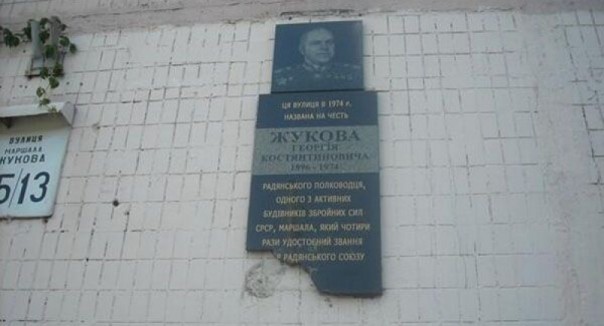 ВУЛИЦЯ
МАРШАЛА
ЖУКОВА
5/13
ЦЯ ВУЛИЦЯ В 1974 р.
НАЗВАНА НА ЧЕСТЬ
ЖУКОВА
ГЕОРГІЯ
КОСТЯНТИНОВИЧА
1896 - 1974
РАДЯНСЬКОГО ПОЛКОВОДЦЯ,
ОДНОГО З АКТИВНИХ
БУДІВНИКІВ ЗБРОЙНИХ СИЛ
СРСР, МАРШАЛА, ЯКИЙ ЧОТИРИ
РАЗИ УДОСТОЄНИЙ ЗВАННЯ
РАДЯНСЬКОГО СОЮЗУ